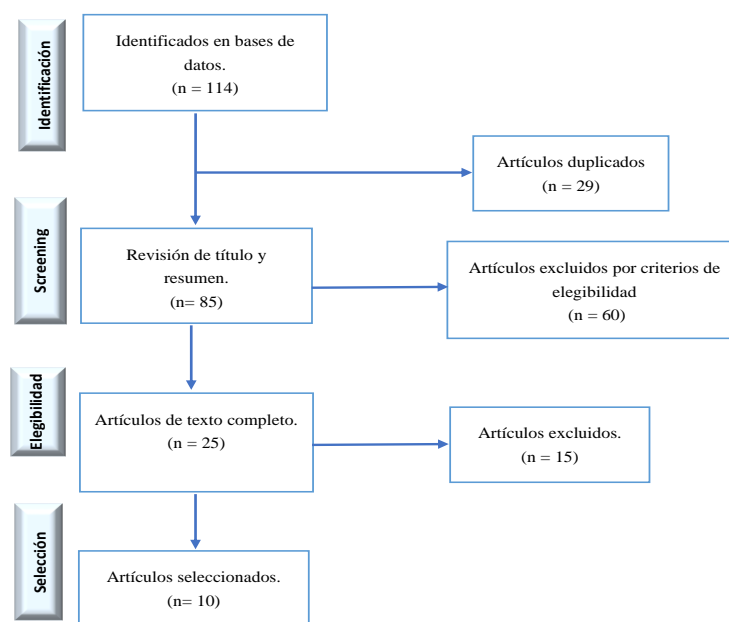 Identificación
Identificados en bases de
datos.
(n = 114)
Artículos duplicados
(n = 29)
Screening
Revisión de título y
resumen.
(n= 85)
Artículos excluidos por criterios de
elegibilidad
(n = 60)
Elegibilidad
Artículos de texto completo.
(n = 25)
Artículos excluidos.
(n = 15)
Selección
Artículos seleccionados.
(n= 10)